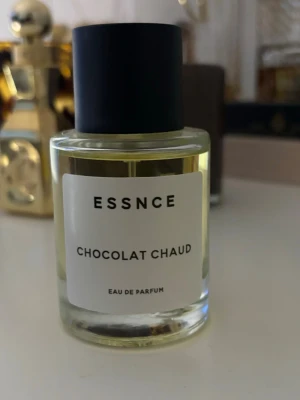 ESSNCE
CHOCOLAT CHAUD
EAU DE PARFUM